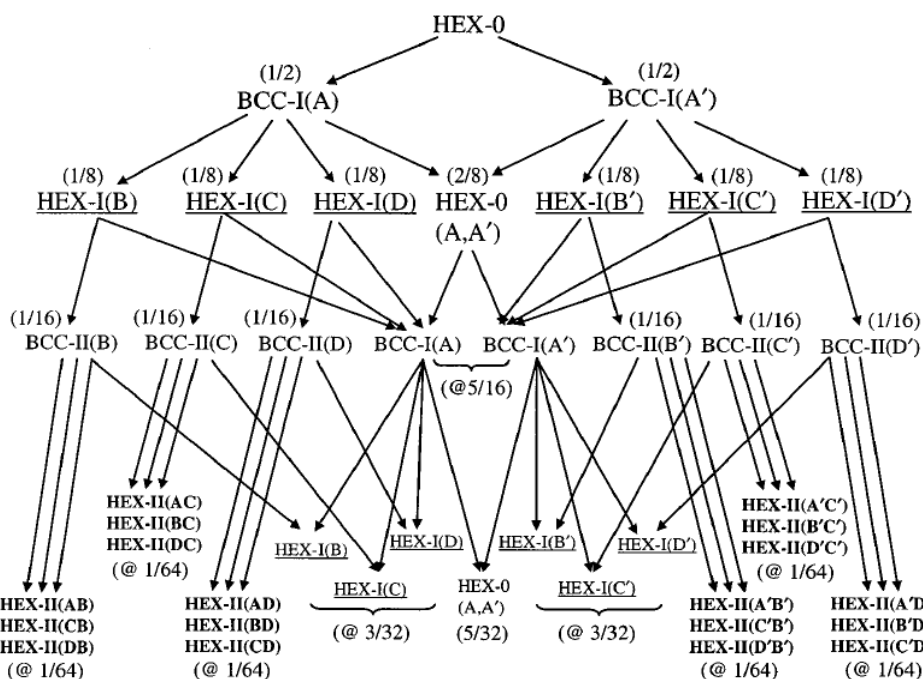 HEX-0
(1/2) (1/2)
BCC-I(A) BCC-I(A′)
(1/8) (1/8) (1/8) (2/8) (1/8) (1/8) (1/8)
HEX-I(B) HEX-I(C) HEX-I(D) HEX-0 HEX-I(B′) HEX-I(C′) HEX-I(D′)
(A,A′)
(1/16) (1/16) (1/16) (1/16) (1/16) (1/16)
BCC-II(B) BCC-II(C) BCC-II(D) BCC-I(A) BCC-I(A′) BCC-II(B′) BCC-II(C′) BCC-II(D′)
(@5/16)
HEX-II(AC) HEX-II(A′C′)
HEX-II(BC) HEX-II(B′C′)
HEX-II(DC) HEX-II(D′C′)
(@ 1/64) (@ 1/64)
HEX-I(B) HEX-I(D) HEX-I(B′) HEX-I(D′)
HEX-I(C) HEX-0 HEX-I(C′)
(A,A′)
(@ 3/32) (5/32) (@ 3/32)
HEX-II(AB) HEX-II(AD) HEX-II(A′B′) HEX-II(A′D
HEX-II(CB) HEX-II(BD) HEX-II(C′B′) HEX-II(B′D
HEX-II(DB) HEX-II(CD) HEX-II(D′B′) HEX-II(C′D
(@ 1/64) (@ 1/64) (@ 1/64) (@ 1/64)